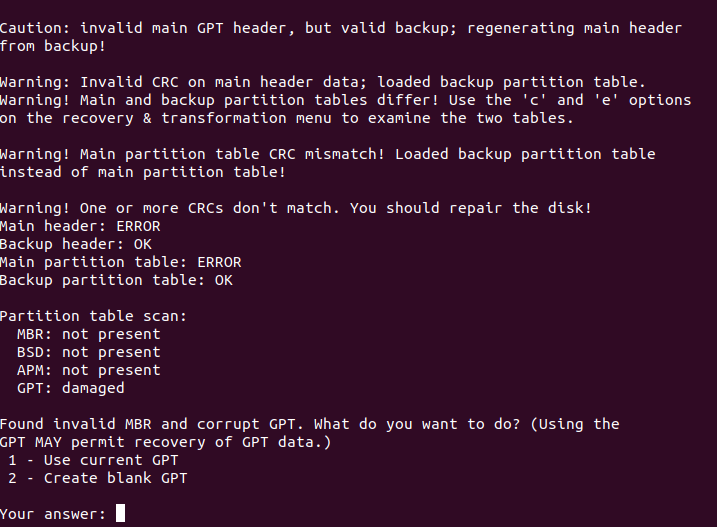 Caution: invalid main GPT header, but valid backup; regenerating main header
from backup!
Warning: Invalid CRC on main header data; loaded backup partition table.
Warning! Main and backup partition tables differ! Use the 'c' and 'e' options
on the recovery & transformation menu to examine the two tables.
Warning! Main partition table CRC mismatch! Loaded backup partition table
instead of main partition table!
Warning! One or more CRCs don't match. You should repair the disk!
Main header: ERROR
Backup header: OK
Main partition table: ERROR
Backup partition table: OK
Partition table scan:
  MBR: not present
  BSD: not present
  APM: not present
  GPT: damaged
Found invalid MBR and corrupt GPT. What do you want to do? (Using the
GPT MAY permit recovery of GPT data.)
 1 - Use current GPT
 2 - Create blank GPT
Your answer: